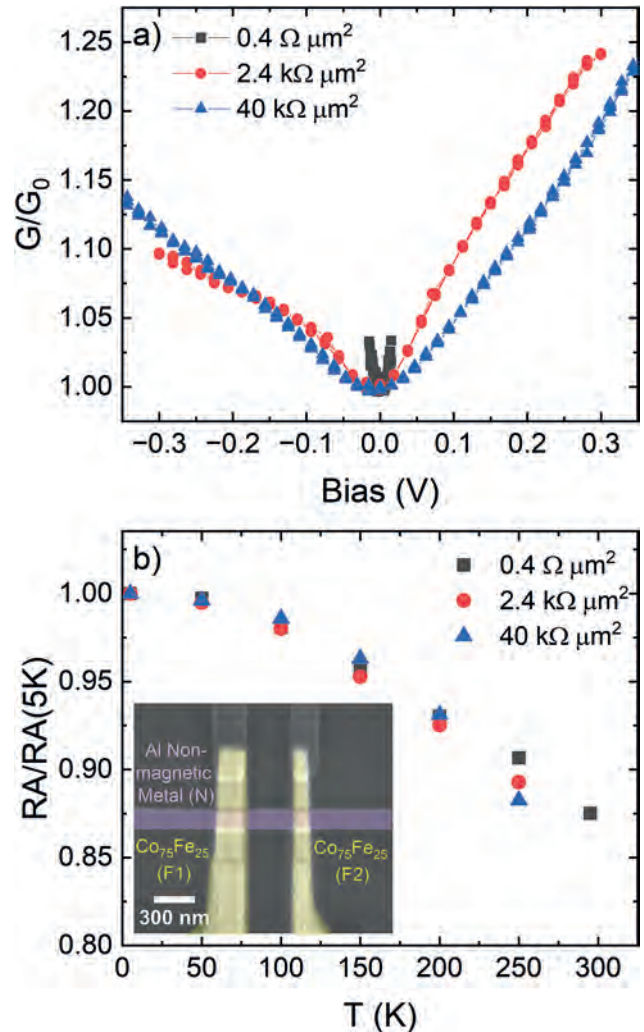 a)
0.4 Ω μm²
2.4 kΩ μm²
40 kΩ μm²
1.25
1.20
1.15
1.10
1.05
1.00
G/G₀
−0.3 −0.2 −0.1 0.0 0.1 0.2 0.3
Bias (V)
b)
0.4 Ω μm²
2.4 kΩ μm²
40 kΩ μm²
1.00
0.95
0.90
0.85
0.80
RA/RA(5K)
Al Non-
magnetic
Metal (N)
Co₇₅Fe₂₅
(F1)
Co₇₅Fe₂₅
(F2)
300 nm
0 50 100 150 200 250 300
T (K)